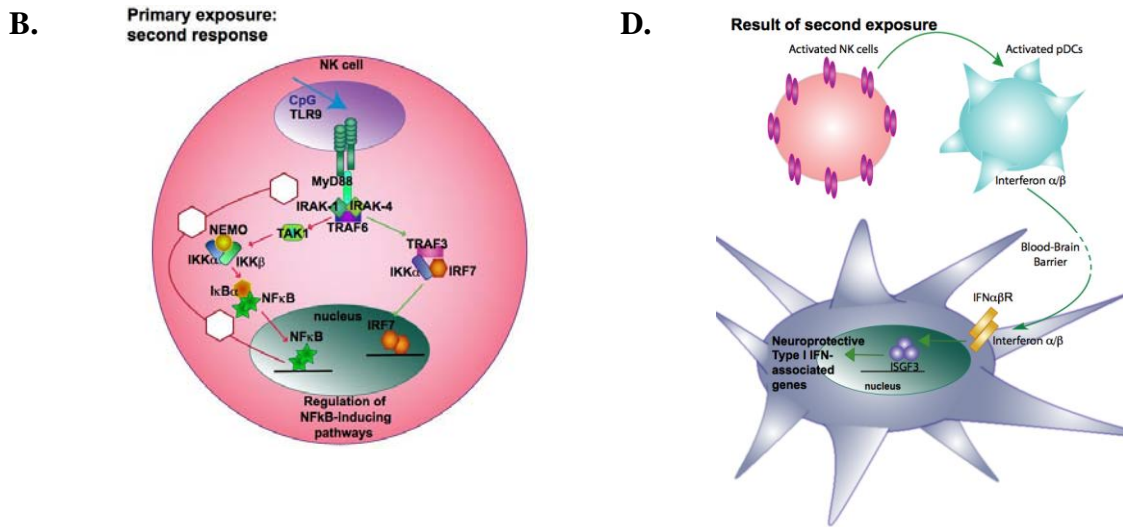 B.
Primary exposure:
second response
NK cell
CpG
TLR9
MyD88
IRAK-1
IRAK-4
TRAF6
TAK1
NEMO
IKKα
IKKβ
TRAF3
IKKα
IRF7
IκBα
NFκB
nucleus
NFκB
IRF7
Regulation of
NFkB-inducing
pathways
D.
Result of second exposure
Activated NK cells
Activated pDCs
Interferon α/β
Blood-Brain
Barrier
IFNαβR
Interferon α/β
Neuroprotective
Type I IFN-
associated
genes
ISGF3
nucleus